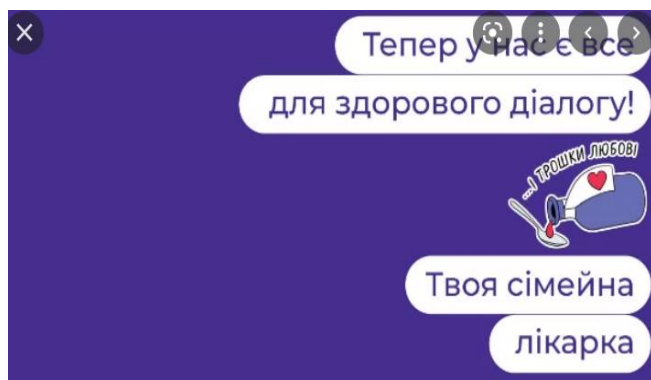 Тепер у нас є все
для здорового діалогу!
...І ТРОШКИ ЛЮБОВІ
Твоя сімейна
лікарка